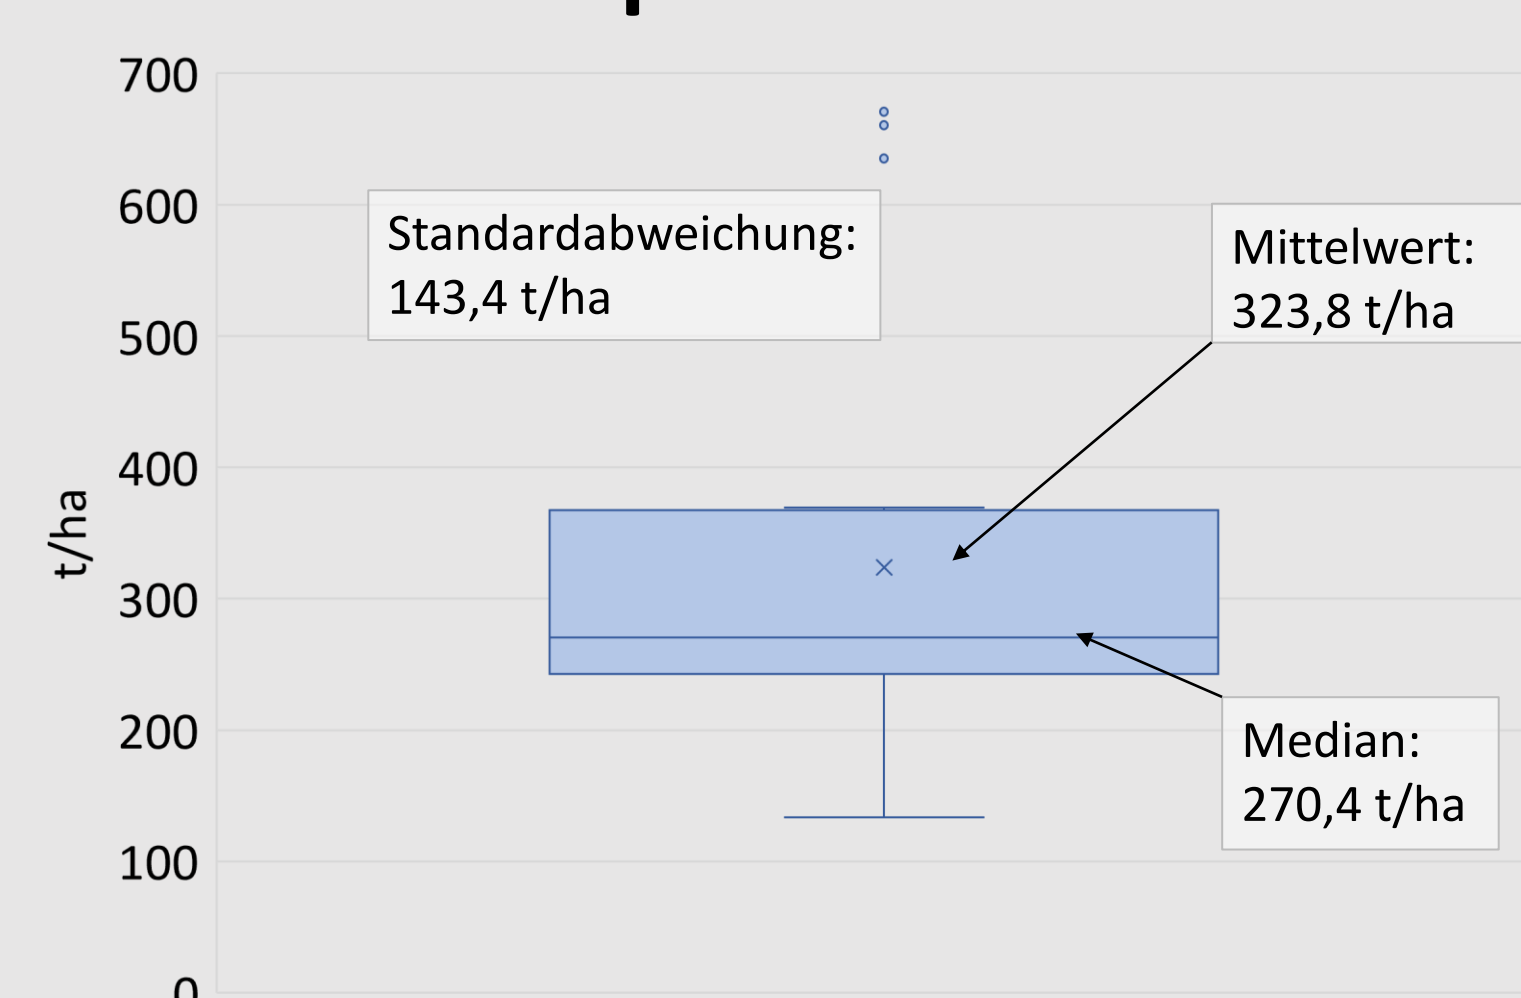 700
600
500
400
300
200
100
0
t/ha
Standardabweichung:
143,4 t/ha
Mittelwert:
323,8 t/ha
Median:
270,4 t/ha